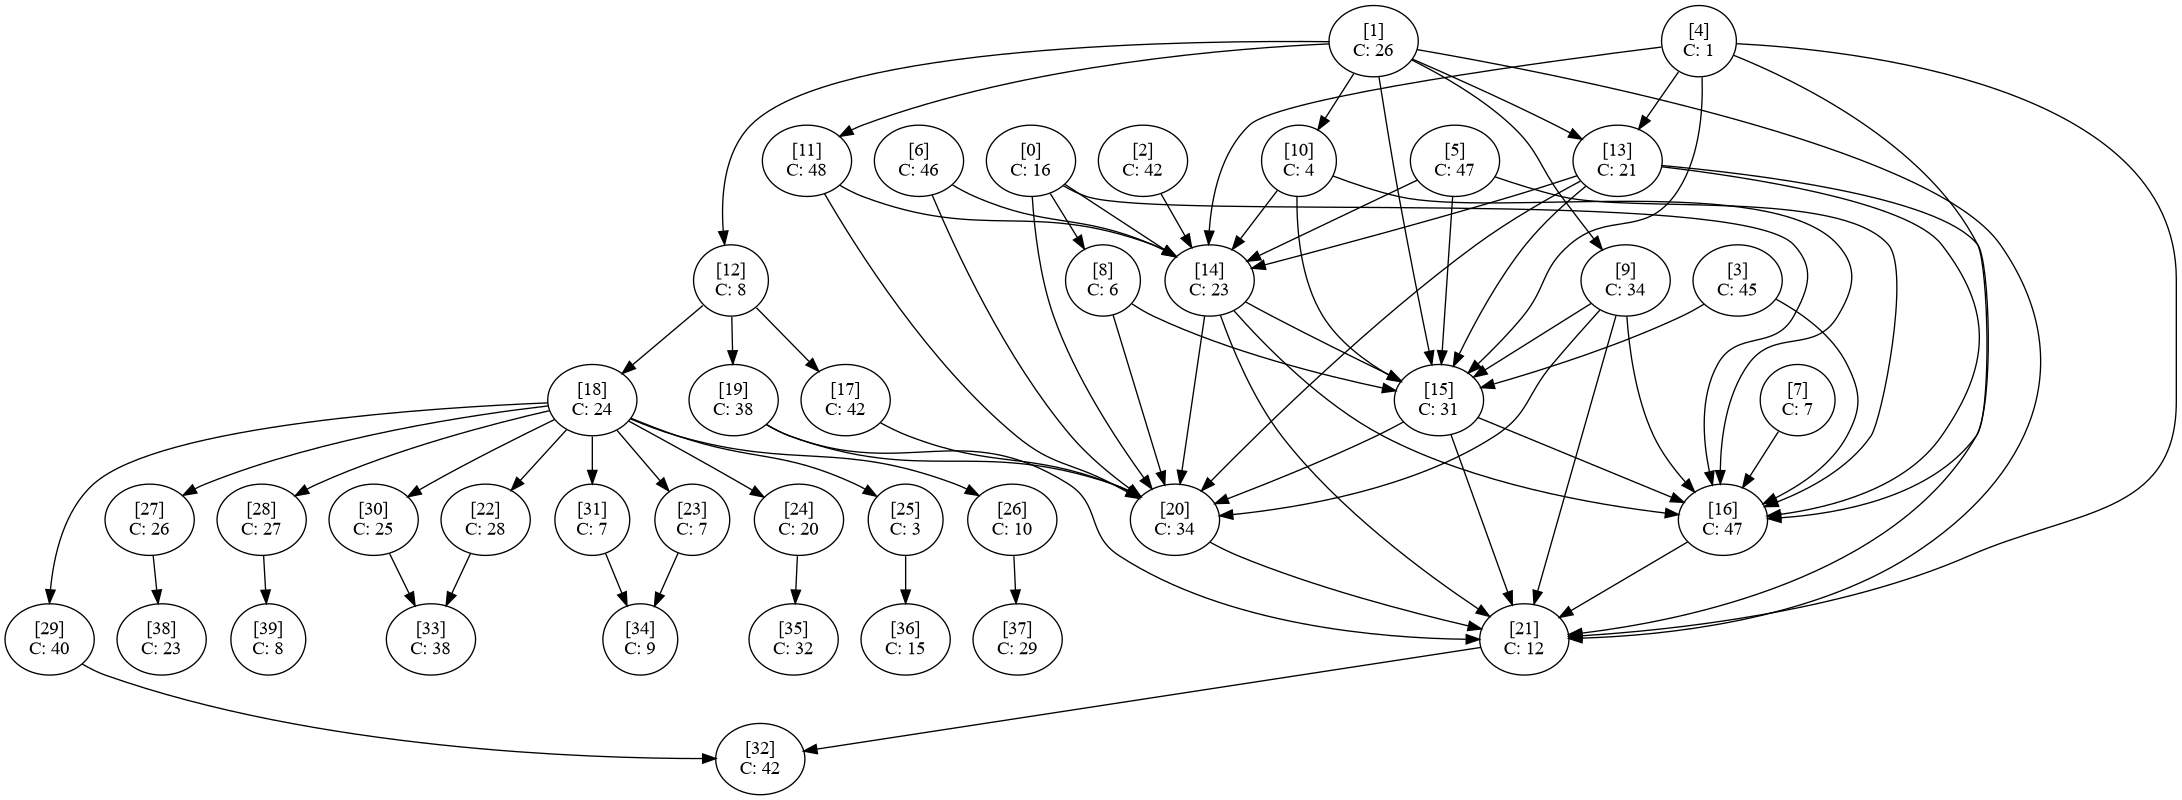 [1]
C: 26
[4]
C: 1
[11]
C: 48
[6]
C: 46
[0]
C: 16
[2]
C: 42
[10]
C: 4
[5]
C: 47
[13]
C: 21
[12]
C: 8
[8]
C: 6
[14]
C: 23
[9]
C: 34
[3]
C: 45
[18]
C: 24
[19]
C: 38
[17]
C: 42
[15]
C: 31
[7]
C: 7
[27]
C: 26
[28]
C: 27
[30]
C: 25
[22]
C: 28
[31]
C: 7
[23]
C: 7
[24]
C: 20
[25]
C: 3
[26]
C: 10
[20]
C: 34
[16]
C: 47
[29]
C: 40
[38]
C: 23
[39]
C: 8
[33]
C: 38
[34]
C: 9
[35]
C: 32
[36]
C: 15
[37]
C: 29
[21]
C: 12
[32]
C: 42